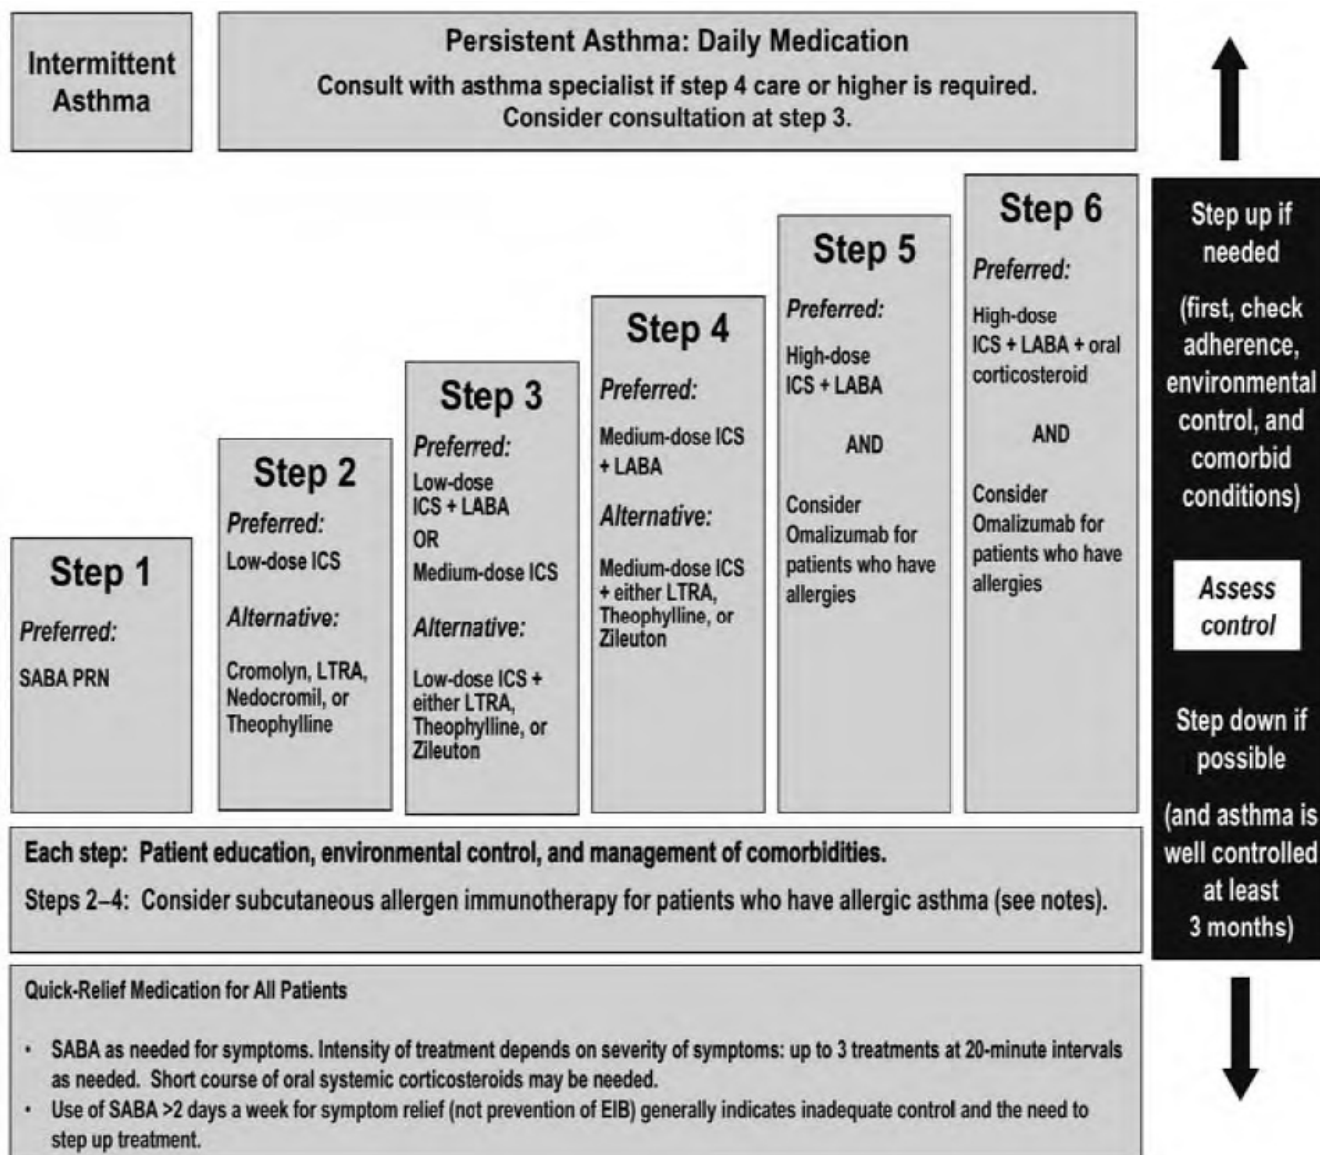 Intermittent
Asthma
Persistent Asthma: Daily Medication
Consult with asthma specialist if step 4 care or higher is required.
Consider consultation at step 3.
Step 1
Preferred:
SABA PRN
Step 2
Preferred:
Low-dose ICS
Alternative:
Cromolyn, LTRA,
Nedocromil, or
Theophylline
Step 3
Preferred:
Low-dose
ICS + LABA
OR
Medium-dose ICS
Alternative:
Low-dose ICS +
either LTRA,
Theophylline, or
Zileuton
Step 4
Preferred:
Medium-dose ICS
+ LABA
Alternative:
Medium-dose ICS
+ either LTRA,
Theophylline, or
Zileuton
Step 5
Preferred:
High-dose
ICS + LABA
AND
Consider
Omalizumab for
patients who have
allergies
Step 6
Preferred:
High-dose
ICS + LABA + oral
corticosteroid
AND
Consider
Omalizumab for
patients who have
allergies
Step up if
needed
(first, check
adherence,
environmental
control, and
comorbid
conditions)
Assess
control
Step down if
possible
(and asthma is
well controlled
at least
3 months)
Each step: Patient education, environmental control, and management of comorbidities.
Steps 2–4: Consider subcutaneous allergen immunotherapy for patients who have allergic asthma (see notes).
Quick-Relief Medication for All Patients
• SABA as needed for symptoms. Intensity of treatment depends on severity of symptoms: up to 3 treatments at 20-minute intervals
as needed. Short course of oral systemic corticosteroids may be needed.
• Use of SABA >2 days a week for symptom relief (not prevention of EIB) generally indicates inadequate control and the need to
step up treatment.